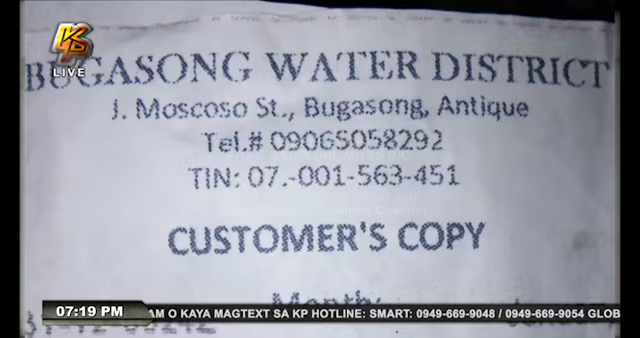 BUGASONG WATER DISTRICT
J. Moscoso St., Bugasong, Antique
Tel.# 09065058292
TIN: 07.-001-563-451
CUSTOMER'S COPY
Month:
LIVE
07:19 PM
AM O KAYA MAGTEXT SA KP HOTLINE: SMART: 0949-669-9048 / 0949-669-9054 GLOB